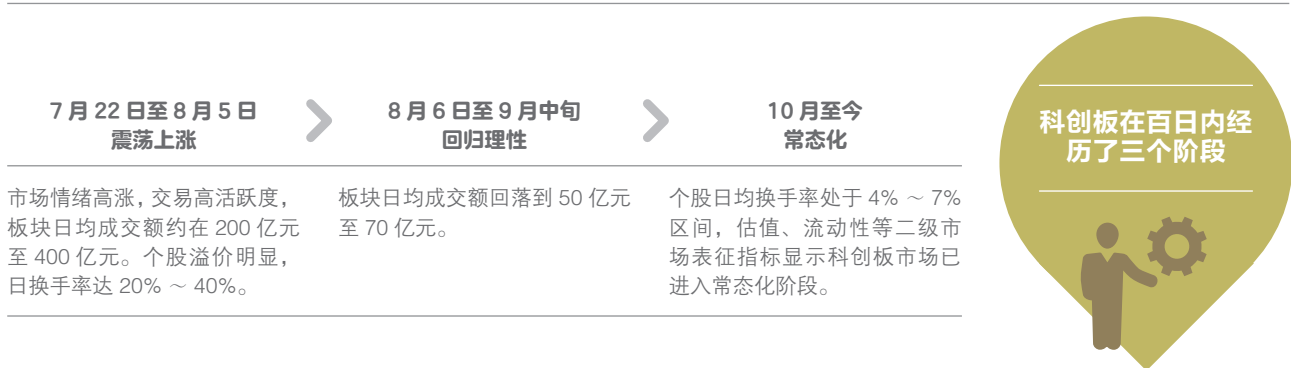 7 月 22 日至 8 月 5 日
震荡上涨
市场情绪高涨，交易高活跃度，
板块日均成交额约在 200 亿元
至 400 亿元。个股溢价明显，
日换手率达 20% ～ 40%。
8 月 6 日至 9 月中旬
回归理性
板块日均成交额回落到 50 亿元
至 70 亿元。
10 月至今
常态化
个股日均换手率处于 4% ～ 7%
区间，估值、流动性等二级市
场表征指标显示科创板市场已
进入常态化阶段。
科创板在百日内经
历了三个阶段